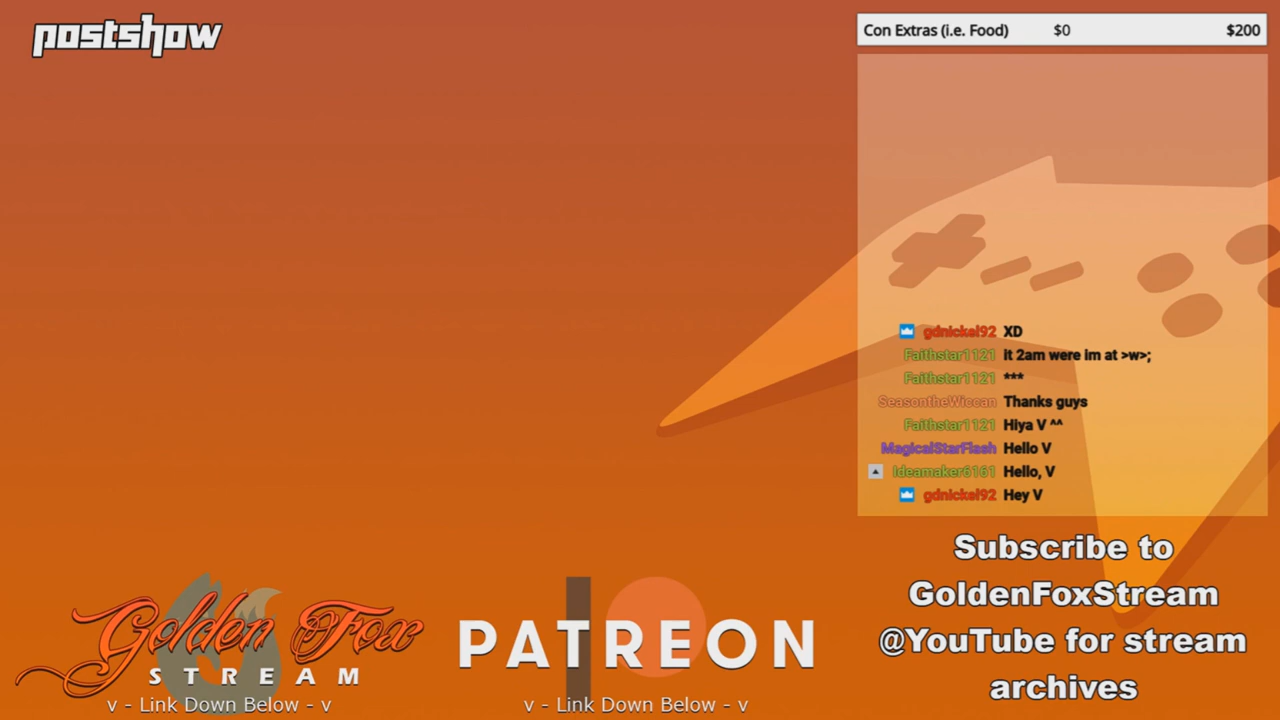 postshow
Con Extras (i.e. Food) $0 $200
gdnickel92 XD
Faithstar1121 it 2am were im at >w>;
Faithstar1121 ***
SeasontheWiccan Thanks guys
Faithstar1121 Hiya V ^^
MagicalStarFlash Hello V
Ideamaker6161 Hello, V
gdnickel92 Hey V
Subscribe to
GoldenFoxStream
@YouTube for stream
archives
Golden Fox
STREAM
v - Link Down Below - v
PATREON
v - Link Down Below - v